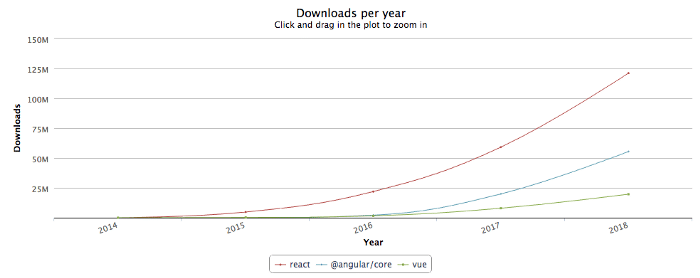 Downloads per year
Click and drag in the plot to zoom in
150M
125M
100M
75M
50M
25M
Downloads
2014
2015
2016
2017
2018
Year
react
@angular/core
vue